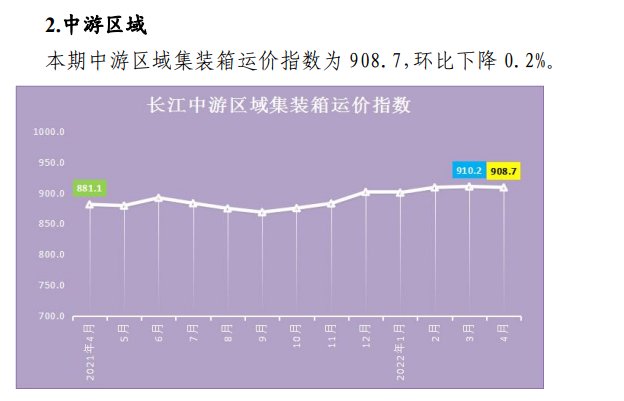 2.中游区域
本期中游区域集装箱运价指数为 908.7,环比下降 0.2%。
长江中游区域集装箱运价指数
1000.0
950.0
900.0
850.0
800.0
750.0
700.0
881.1
910.2
908.7
2021年4月
5月
6月
7月
8月
9月
10月
11月
12月
2022年1月
2月
3月
4月